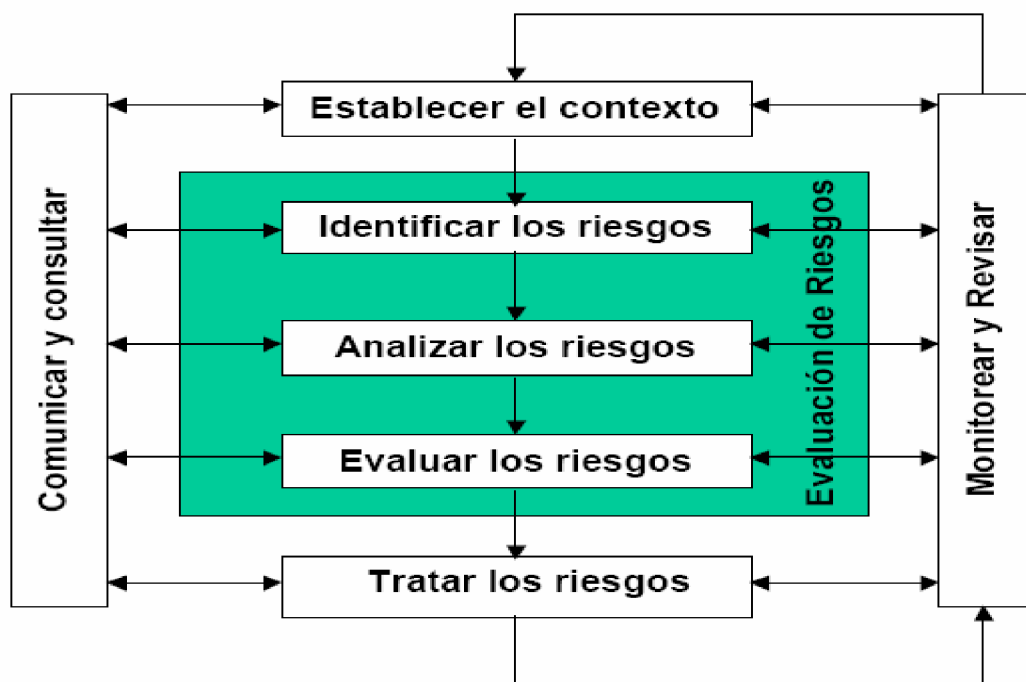 Establecer el contexto
Comunicar y consultar
Identificar los riesgos
Analizar los riesgos
Evaluar los riesgos
Evaluación de Riesgos
Monitorear y Revisar
Tratar los riesgos